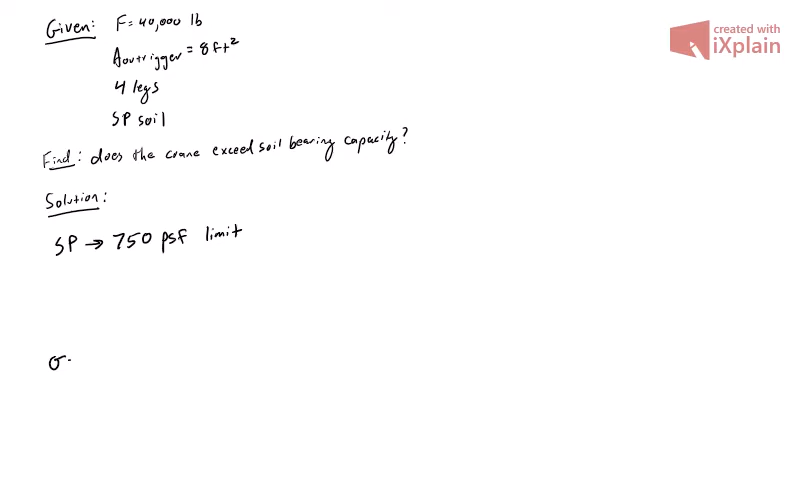 Given: F = 40,000 lb
Aoutrigger = 8 ft²
4 legs
SP soil
Find: does the crane exceed soil bearing capacity?
Solution:
SP → 750 psf limit
σ
created with
iXplain